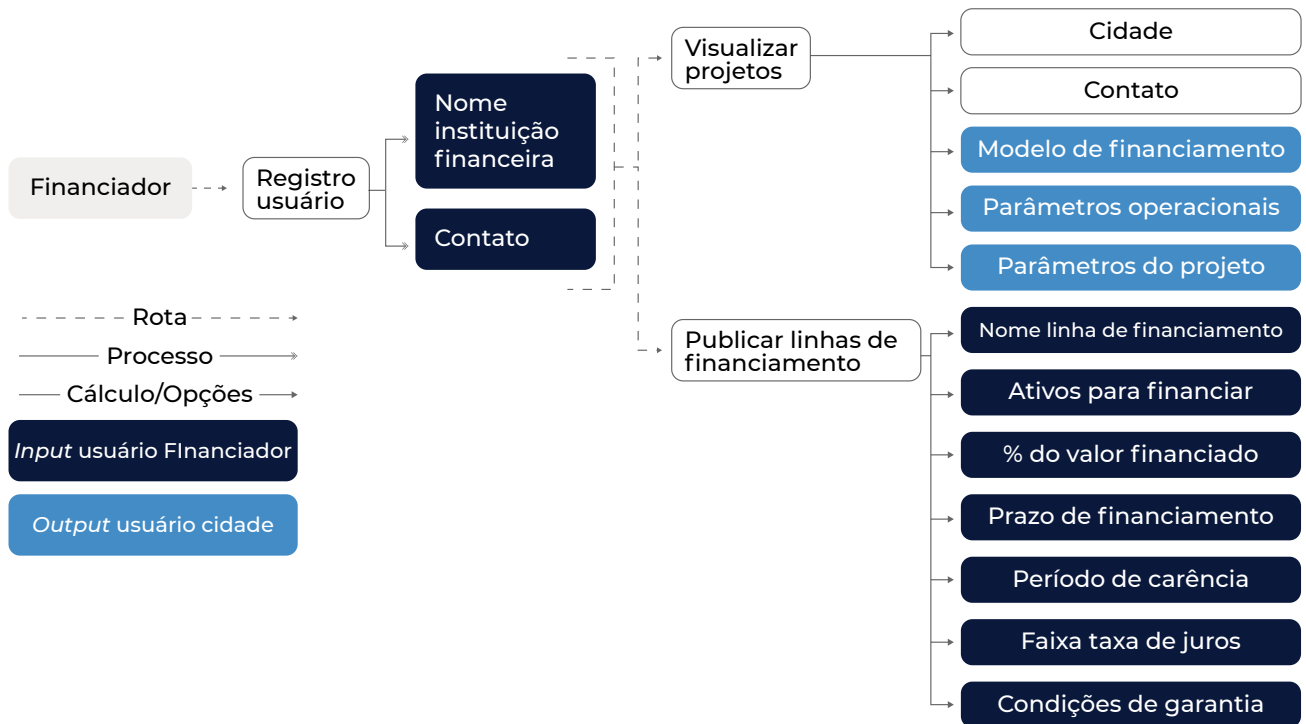 Financiador
Registro
usuário
Nome
instituição
financeira
Contato
Visualizar
projetos
Cidade
Contato
Modelo de financiamento
Parâmetros operacionais
Parâmetros do projeto
Publicar linhas de
financiamento
Nome linha de financiamento
Ativos para financiar
% do valor financiado
Prazo de financiamento
Período de carência
Faixa taxa de juros
Condições de garantia
Rota
Processo
Cálculo/Opções
Input usuário FInanciador
Output usuário cidade